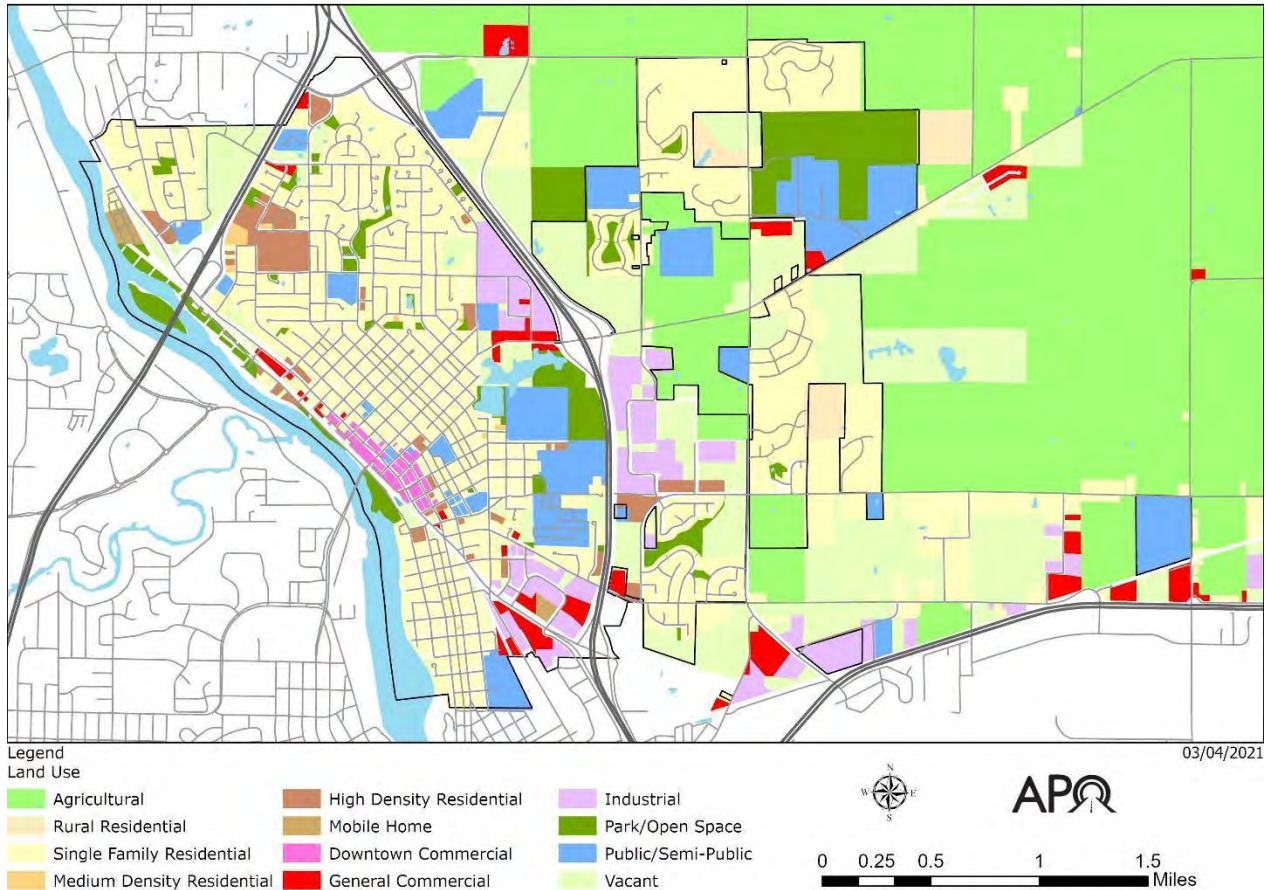 03/04/2021
Legend
Land Use
Agricultural
Rural Residential
Single Family Residential
Medium Density Residential
High Density Residential
Mobile Home
Downtown Commercial
General Commercial
Industrial
Park/Open Space
Public/Semi-Public
Vacant
N
W E
S
APO
0 0.25 0.5 1 1.5
Miles